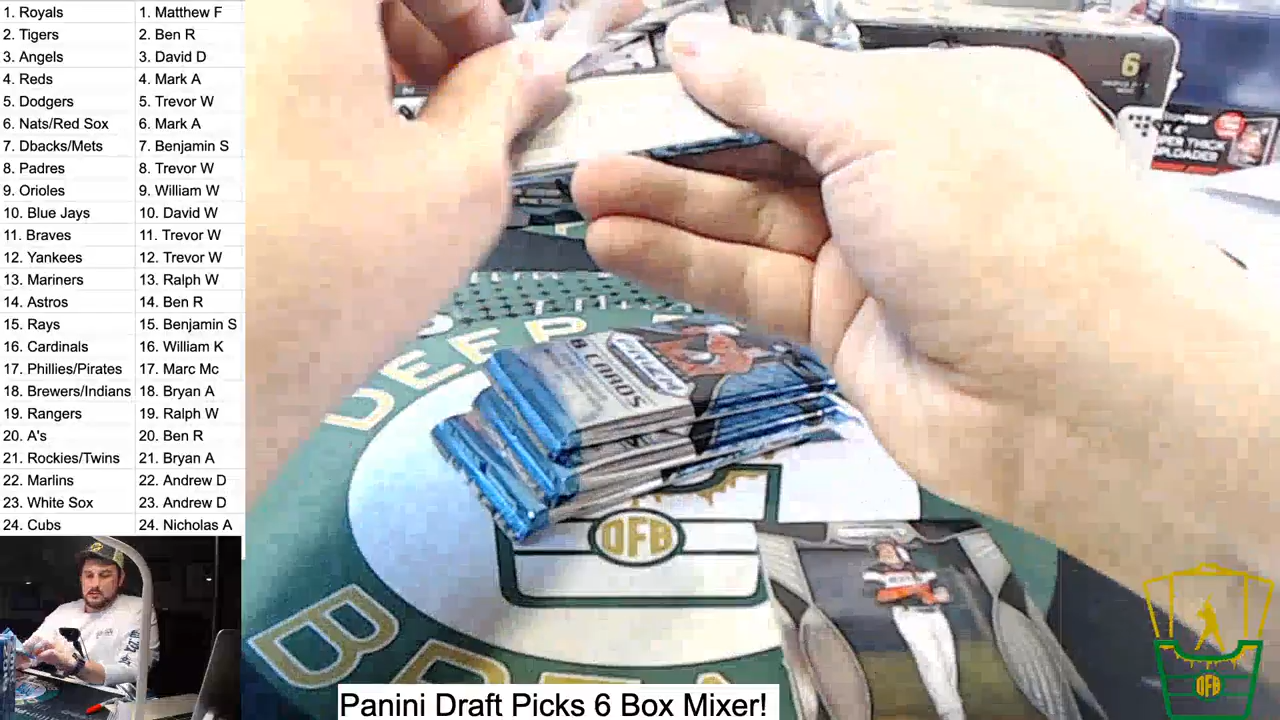 1. Royals 1. Matthew F
2. Tigers 2. Ben R
3. Angels 3. David D
4. Reds 4. Mark A
5. Dodgers 5. Trevor W
6. Nats/Red Sox 6. Mark A
7. Dbacks/Mets 7. Benjamin S
8. Padres 8. Trevor W
9. Orioles 9. William W
10. Blue Jays 10. David W
11. Braves 11. Trevor W
12. Yankees 12. Trevor W
13. Mariners 13. Ralph W
14. Astros 14. Ben R
15. Rays 15. Benjamin S
16. Cardinals 16. William K
17. Phillies/Pirates 17. Marc Mc
18. Brewers/Indians 18. Bryan A
19. Rangers 19. Ralph W
20. A's 20. Ben R
21. Rockies/Twins 21. Bryan A
22. Marlins 22. Andrew D
23. White Sox 23. Andrew D
24. Cubs 24. Nicholas A
6
THICK
PRIZM
8 CARDS
OFB
OFB
Panini Draft Picks 6 Box Mixer!